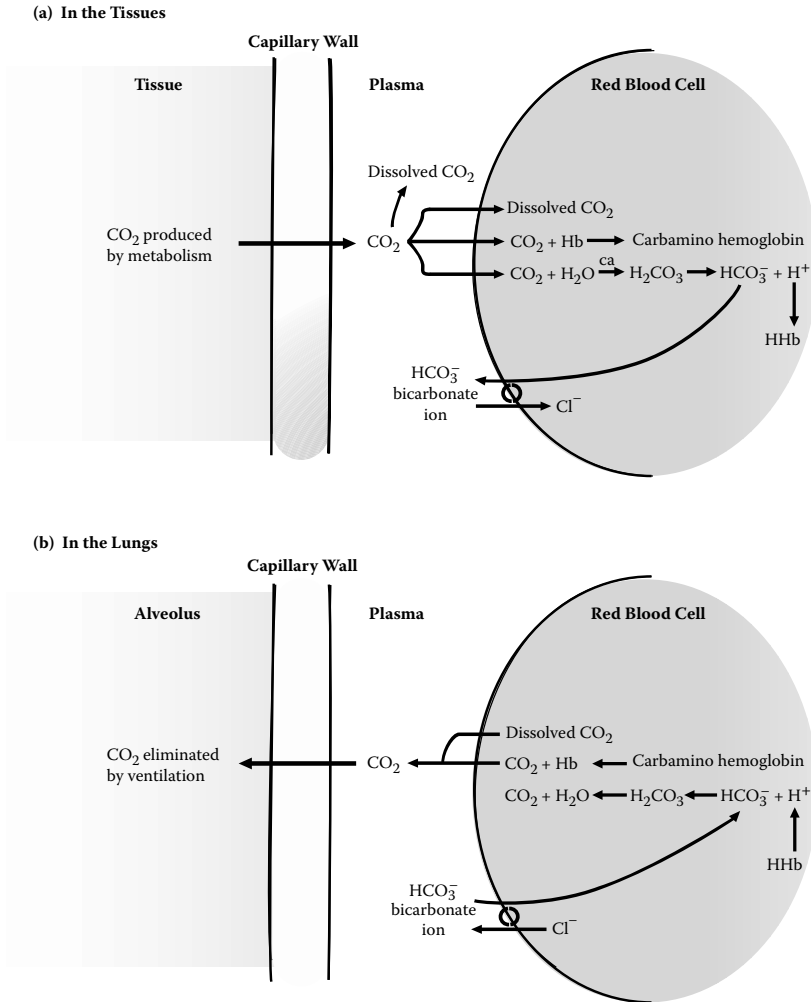 (a) In the Tissues
Capillary Wall
Tissue Plasma Red Blood Cell
Dissolved CO₂
Dissolved CO₂
CO₂ produced
by metabolism
CO₂
CO₂ + Hb Carbamino hemoglobin
CO₂ + H₂O ca H₂CO₃ HCO₃⁻ + H⁺
HHb
HCO₃⁻
bicarbonate
ion
Cl⁻
(b) In the Lungs
Capillary Wall
Alveolus Plasma Red Blood Cell
Dissolved CO₂
CO₂ eliminated
by ventilation
CO₂
CO₂ + Hb Carbamino hemoglobin
CO₂ + H₂O H₂CO₃ HCO₃⁻ + H⁺
HHb
HCO₃⁻
bicarbonate
ion
Cl⁻